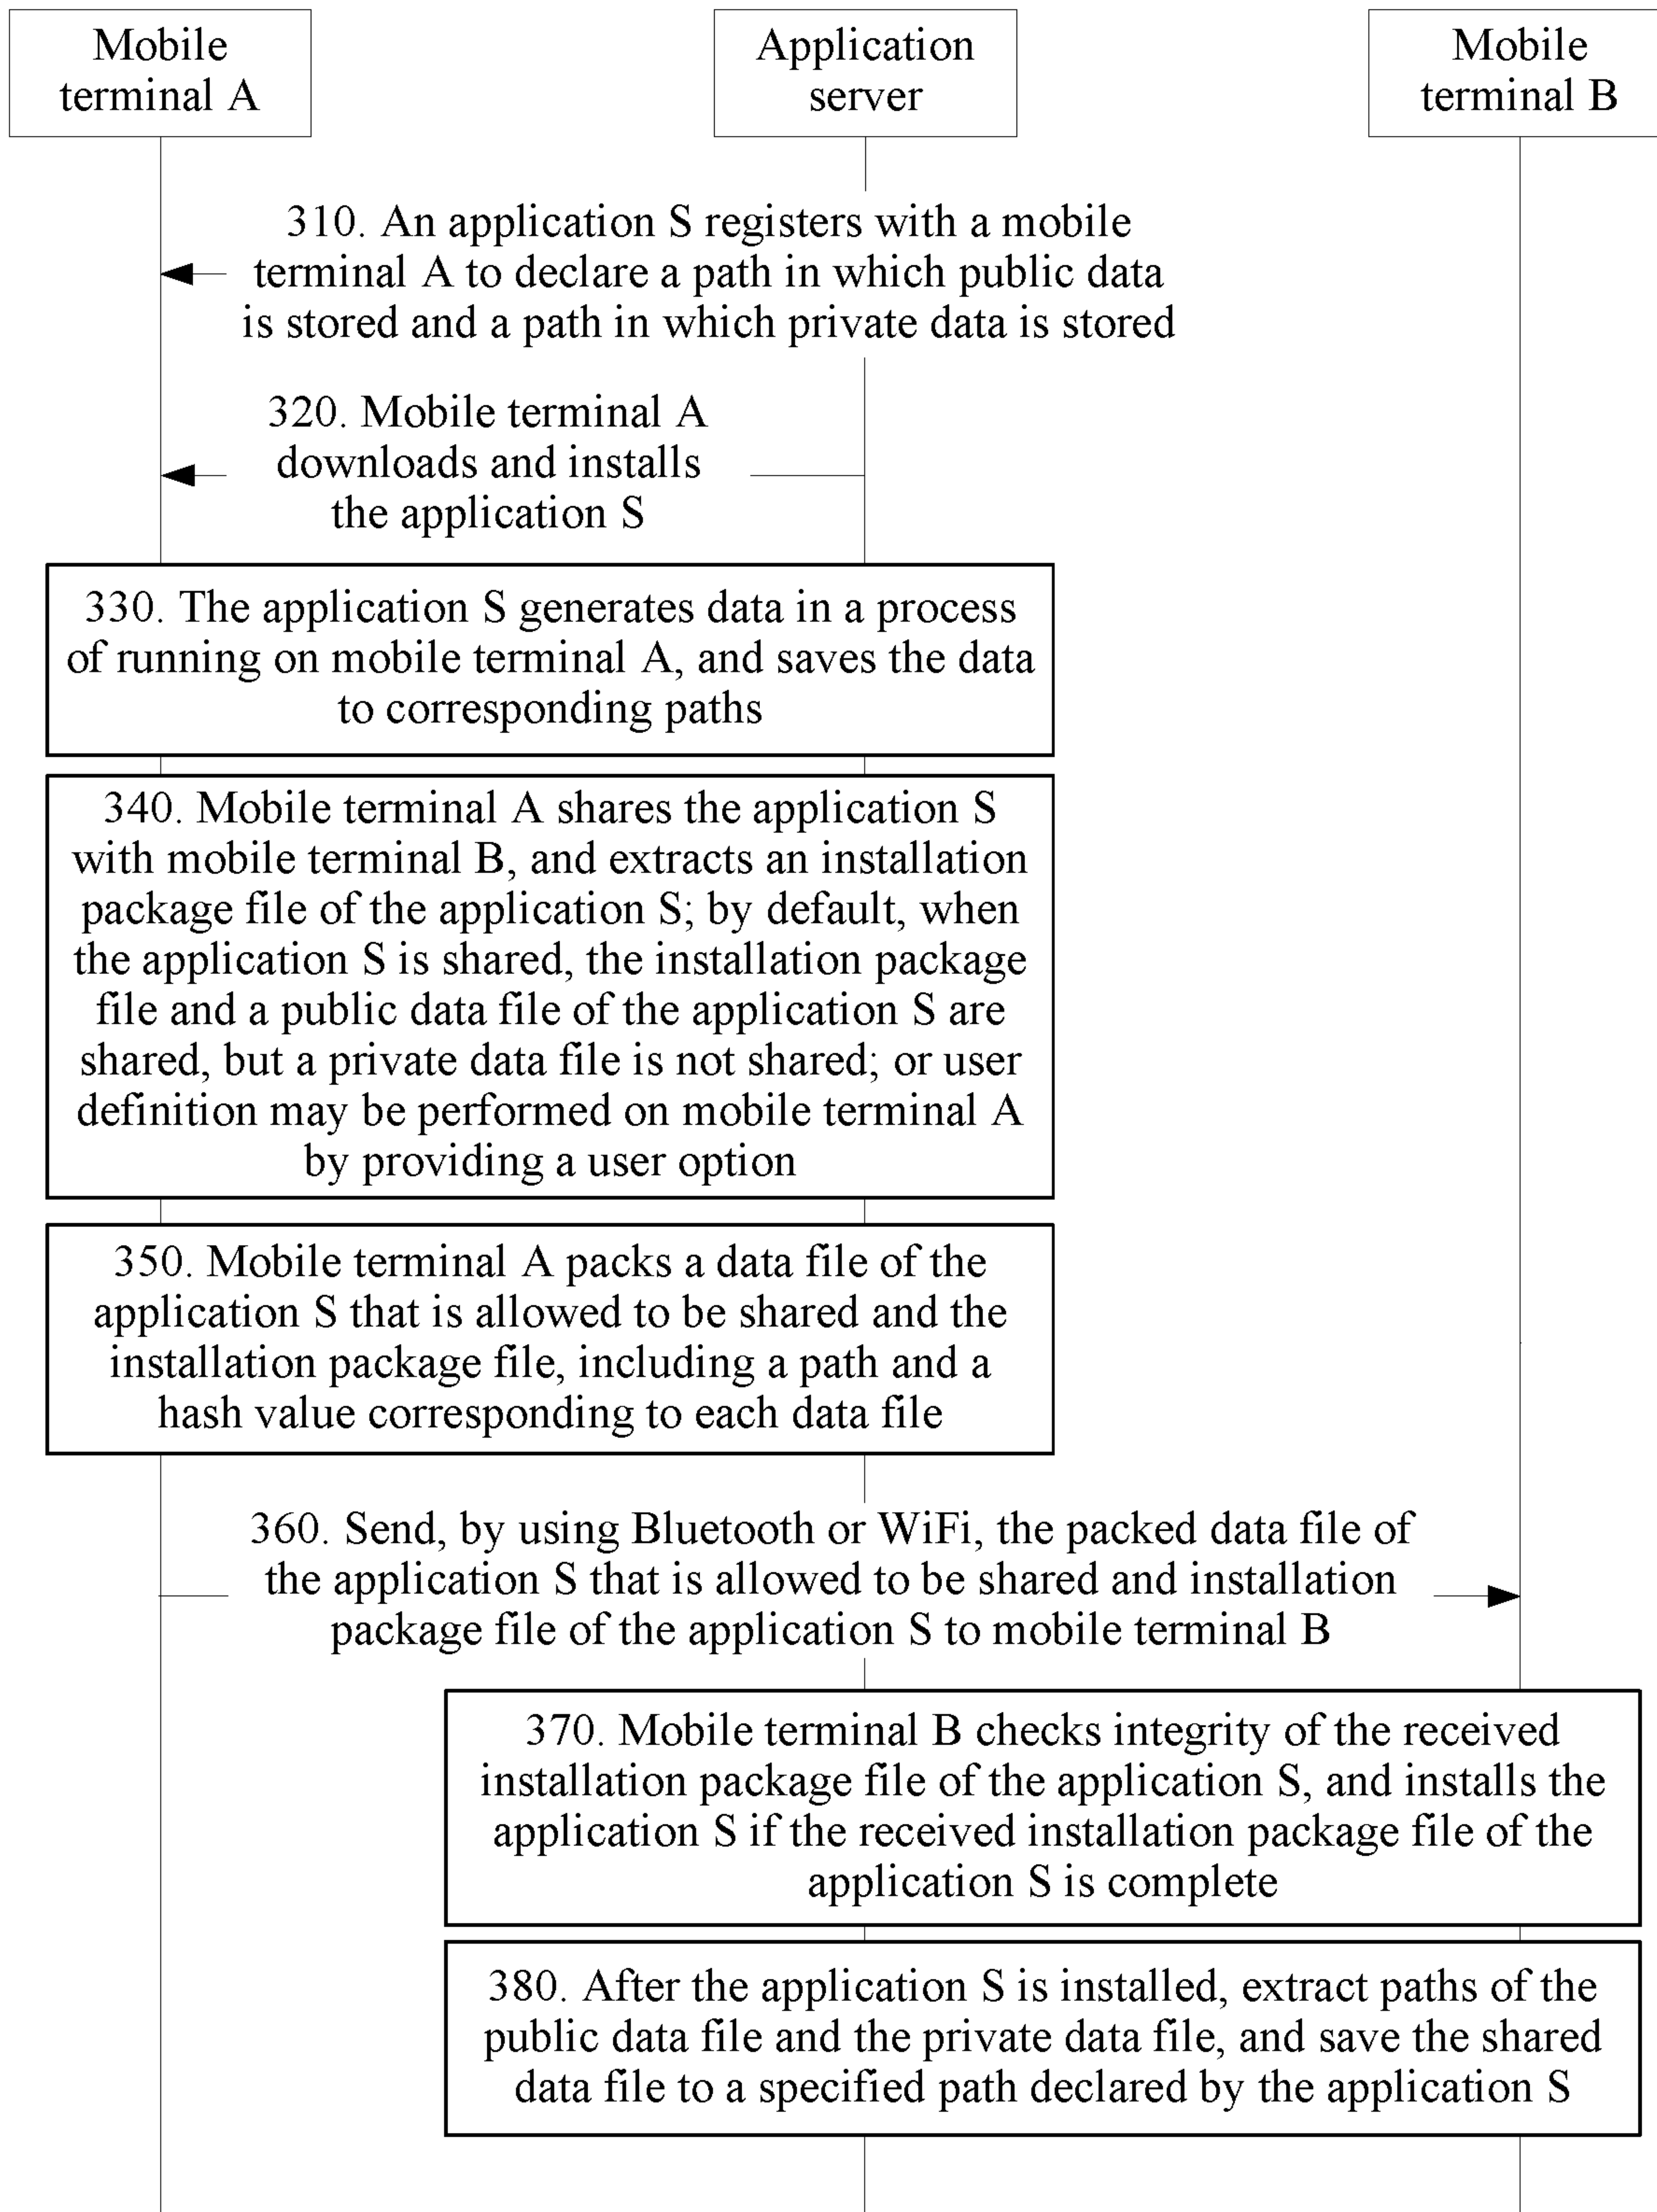 Mobile
terminal A
Application
server
Mobile
terminal B
310. An application S registers with a mobile
terminal A to declare a path in which public data
is stored and a path in which private data is stored
320. Mobile terminal A
downloads and installs
the application S
330. The application S generates data in a process
of running on mobile terminal A, and saves the data
to corresponding paths
340. Mobile terminal A shares the application S
with mobile terminal B, and extracts an installation
package file of the application S; by default, when
the application S is shared, the installation package
file and a public data file of the application S are
shared, but a private data file is not shared; or user
definition may be performed on mobile terminal A
by providing a user option
350. Mobile terminal A packs a data file of the
application S that is allowed to be shared and the
installation package file, including a path and a
hash value corresponding to each data file
360. Send, by using Bluetooth or WiFi, the packed data file of
the application S that is allowed to be shared and installation
package file of the application S to mobile terminal B
370. Mobile terminal B checks integrity of the received
installation package file of the application S, and installs the
application S if the received installation package file of the
application S is complete
380. After the application S is installed, extract paths of the
public data file and the private data file, and save the shared
data file to a specified path declared by the application S